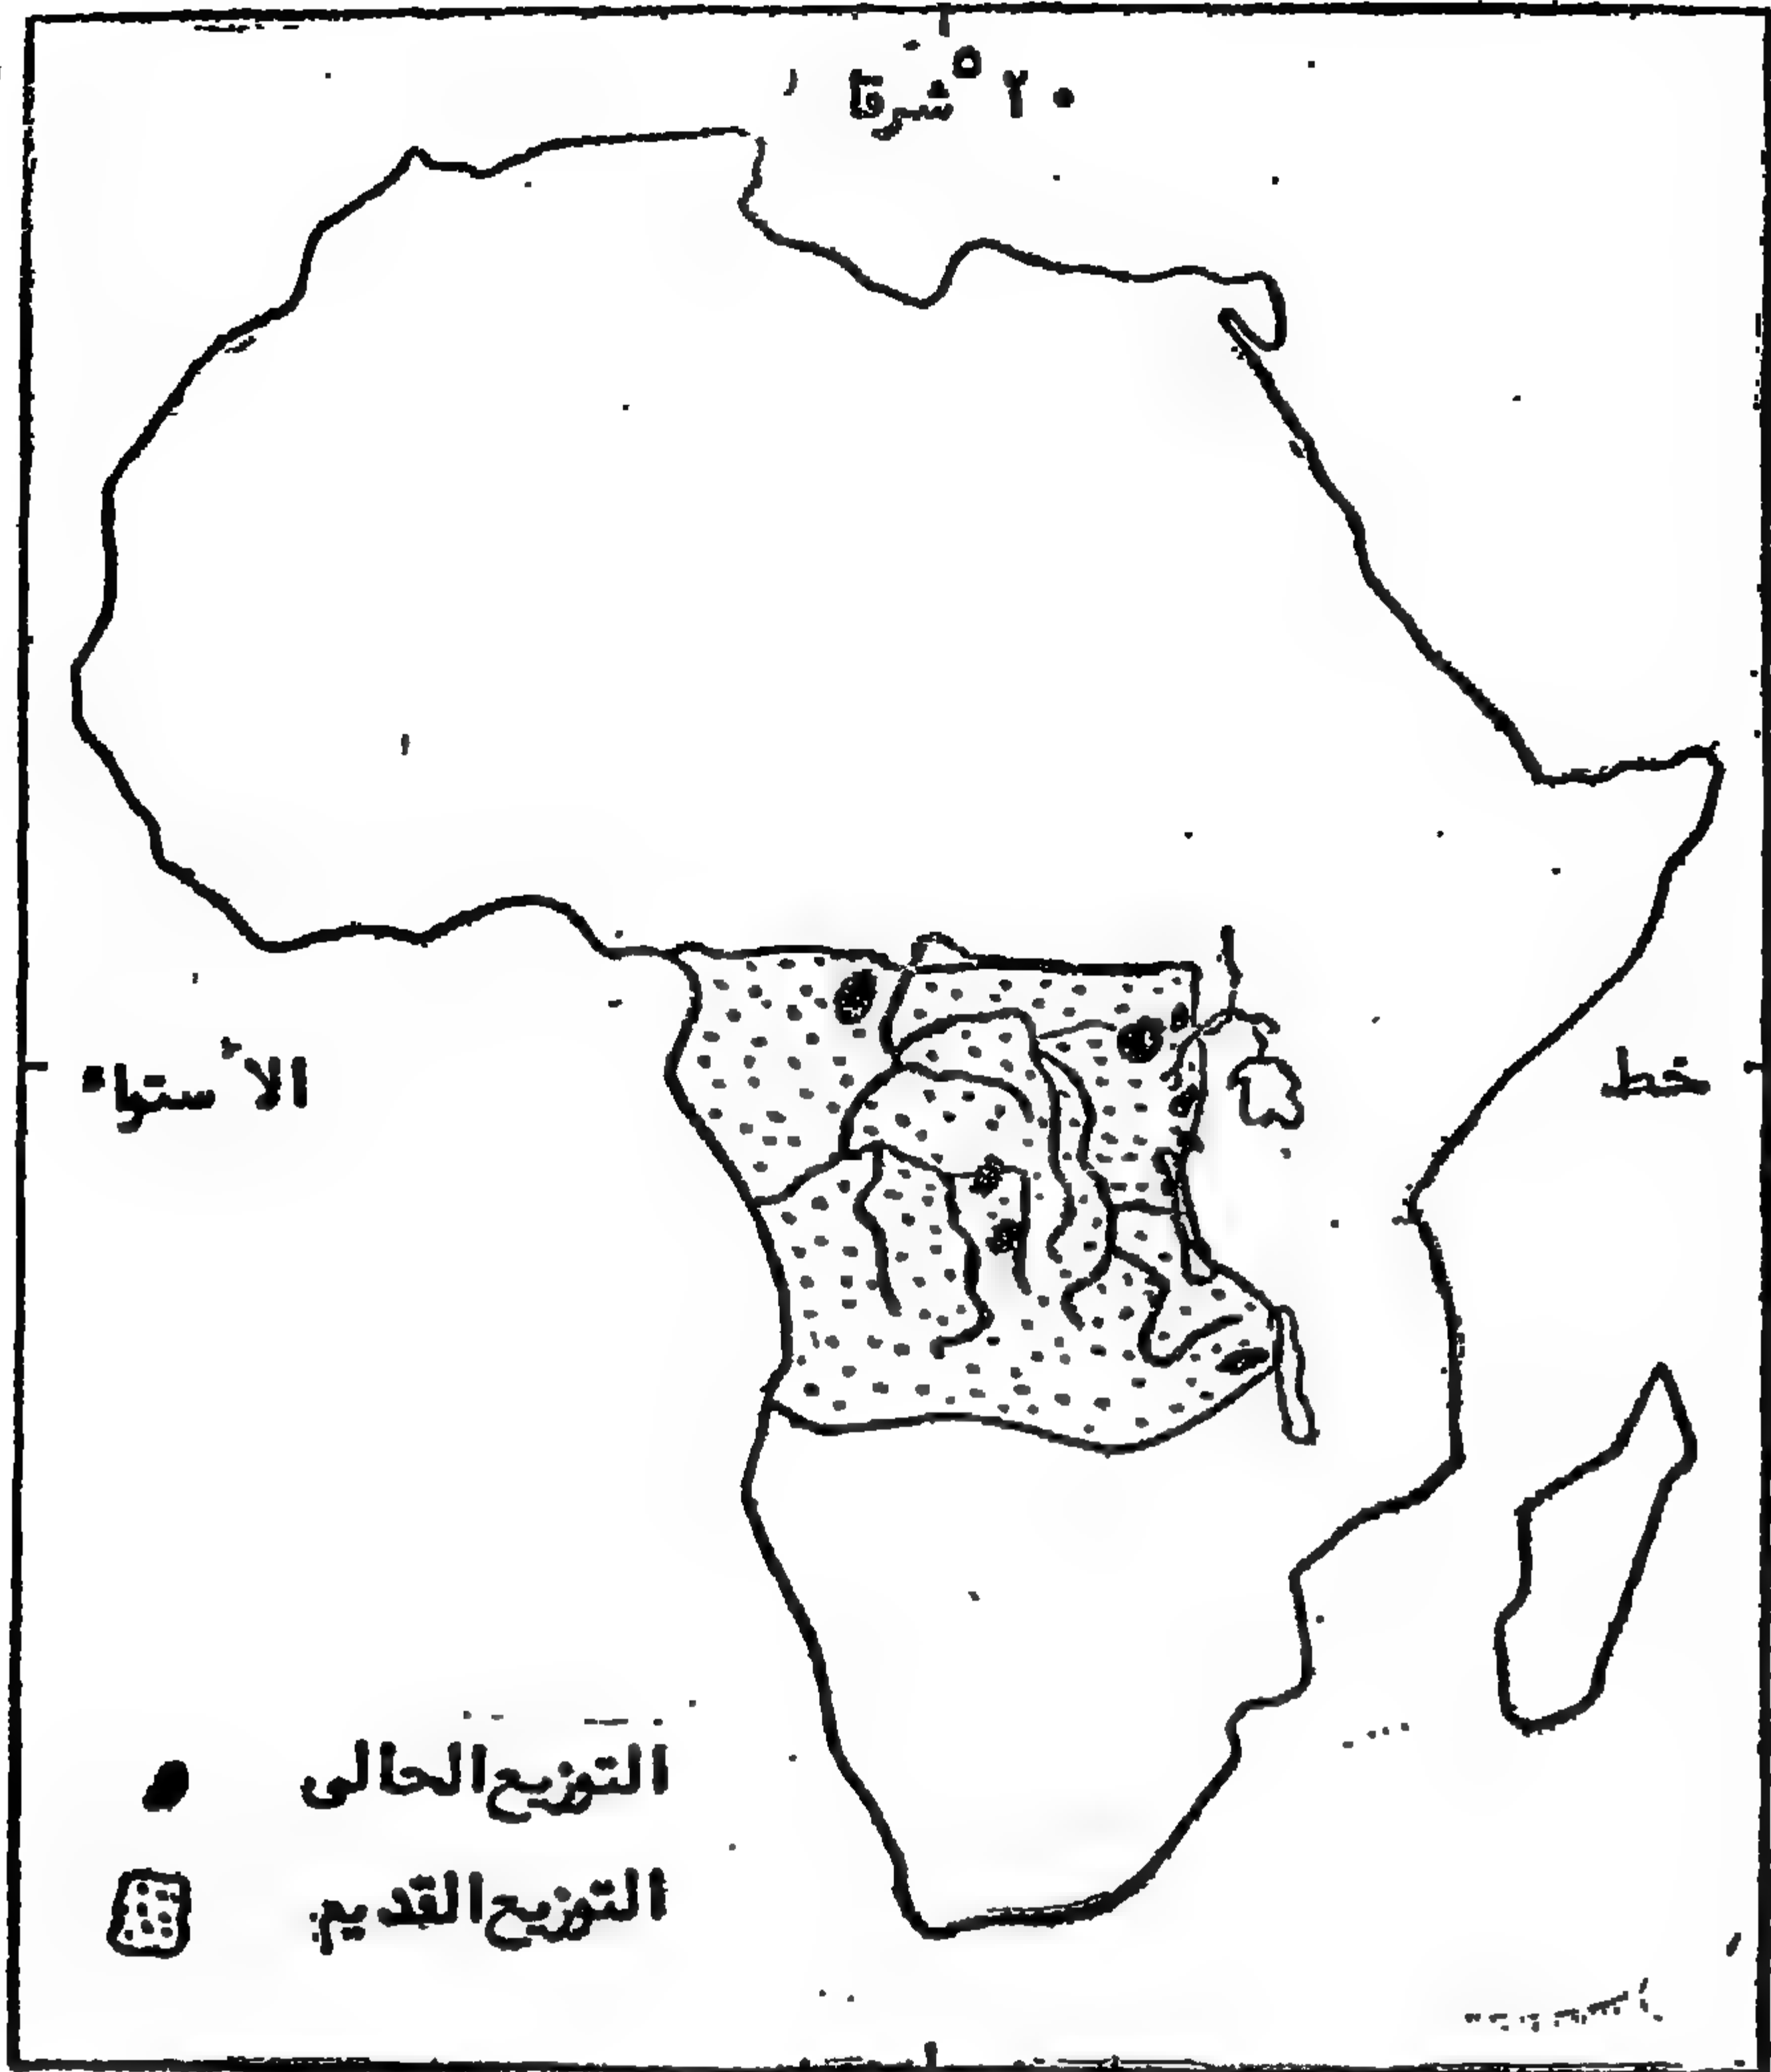 ٢٠° شرقا
خط الاستواء
التوزيع الحالى
التوزيع القديم